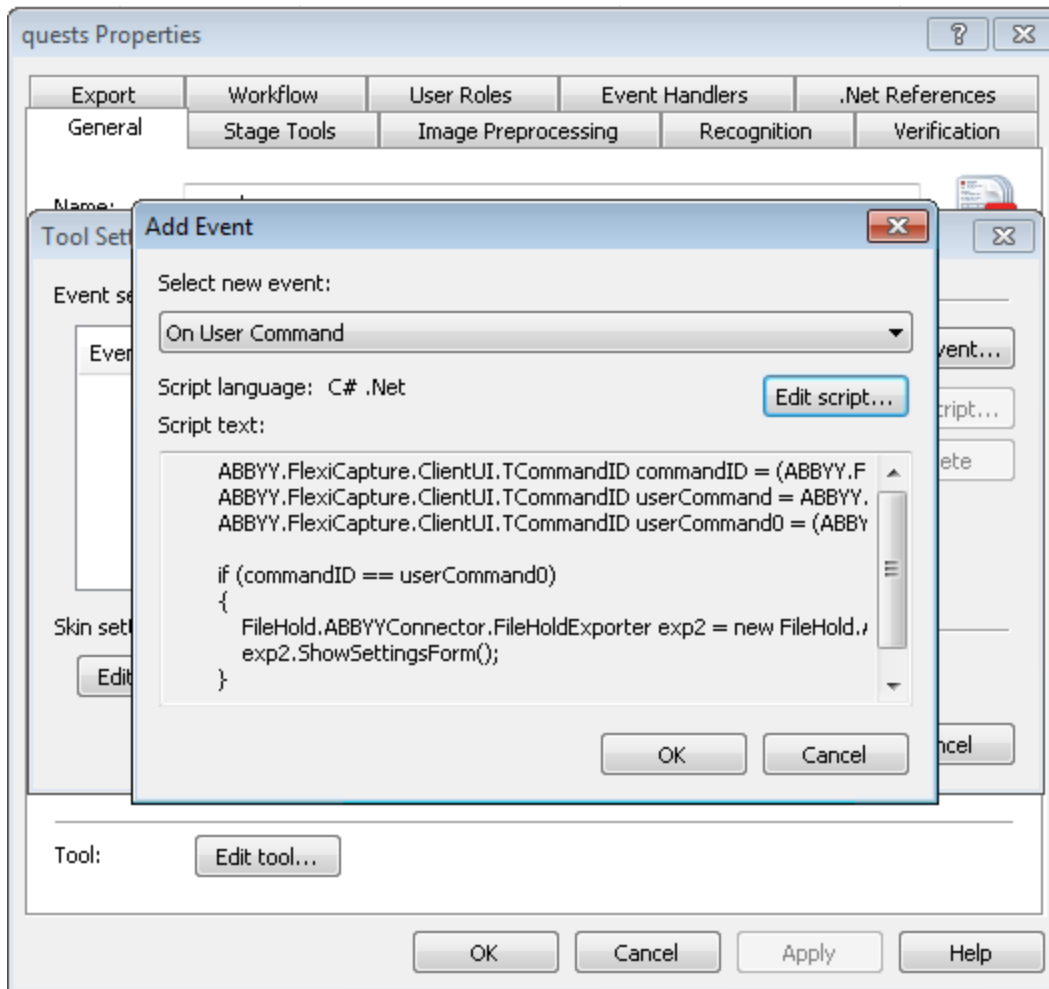 quests Properties
Export Workflow User Roles Event Handlers .Net References
General Stage Tools Image Preprocessing Recognition Verification
Name:
Tool Sett
Add Event
Event se
Select new event:
On User Command
Ever
vent...
Script language: C# .Net
Edit script...
ript...
Script text:
ete
ABBYY.FlexiCapture.ClientUI.TCommandID commandID = (ABBYY.F
ABBYY.FlexiCapture.ClientUI.TCommandID userCommand = ABBYY.
ABBYY.FlexiCapture.ClientUI.TCommandID userCommand0 = (ABBY
if (commandID == userCommand0)
{
FileHold.ABBYYConnector.FileHoldExporter exp2 = new FileHold.
exp2.ShowSettingsForm();
}
Skin sett
Edit
OK Cancel
ncel
Tool: Edit tool...
OK Cancel Apply Help